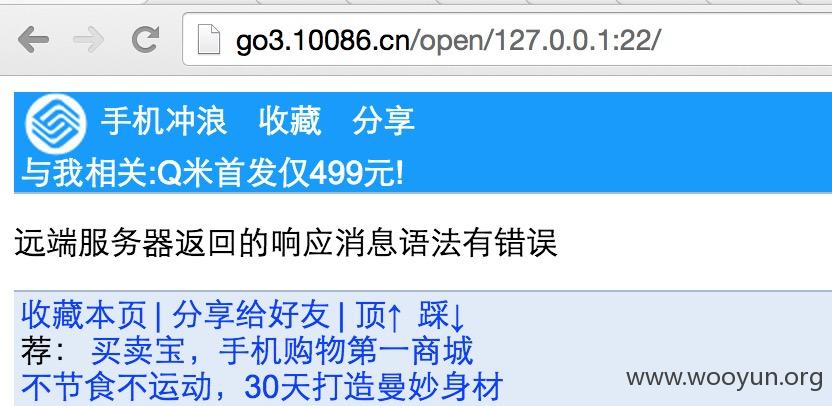 go3.10086.cn/open/127.0.0.1:22/
手机冲浪 收藏 分享
与我相关:Q米首发仅499元!
远端服务器返回的响应消息语法有错误
收藏本页| 分享给好友| 顶↑ 踩↓
荐： 买卖宝，手机购物第一商城
不节食不运动，30天打造曼妙身材
www.wooyun.org